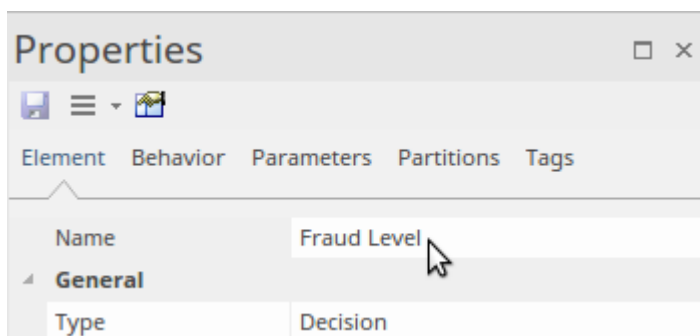 Properties
Element Behavior Parameters Partitions Tags
Name Fraud Level
General
Type Decision